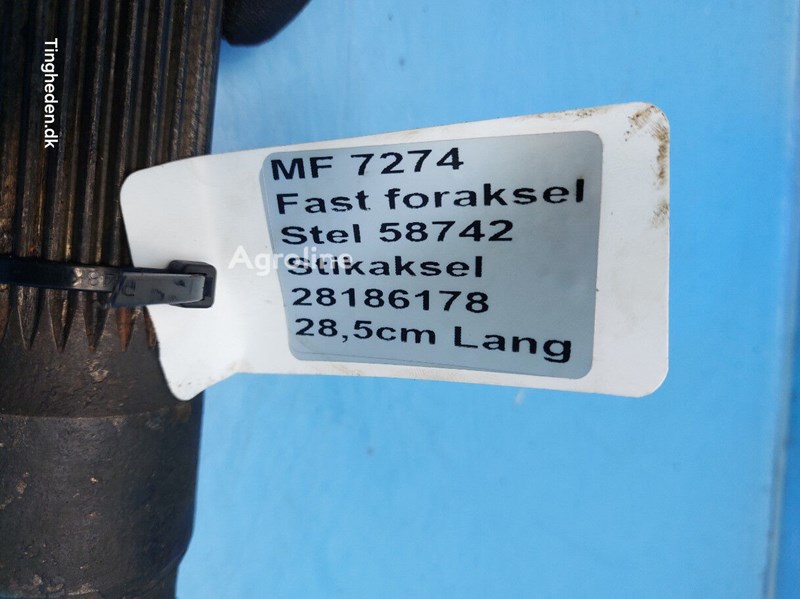 Tingheden.dk
MF 7274
Fast foraksel
Stel 58742
Agroline
Stikaksel
28186178
28,5cm Lang